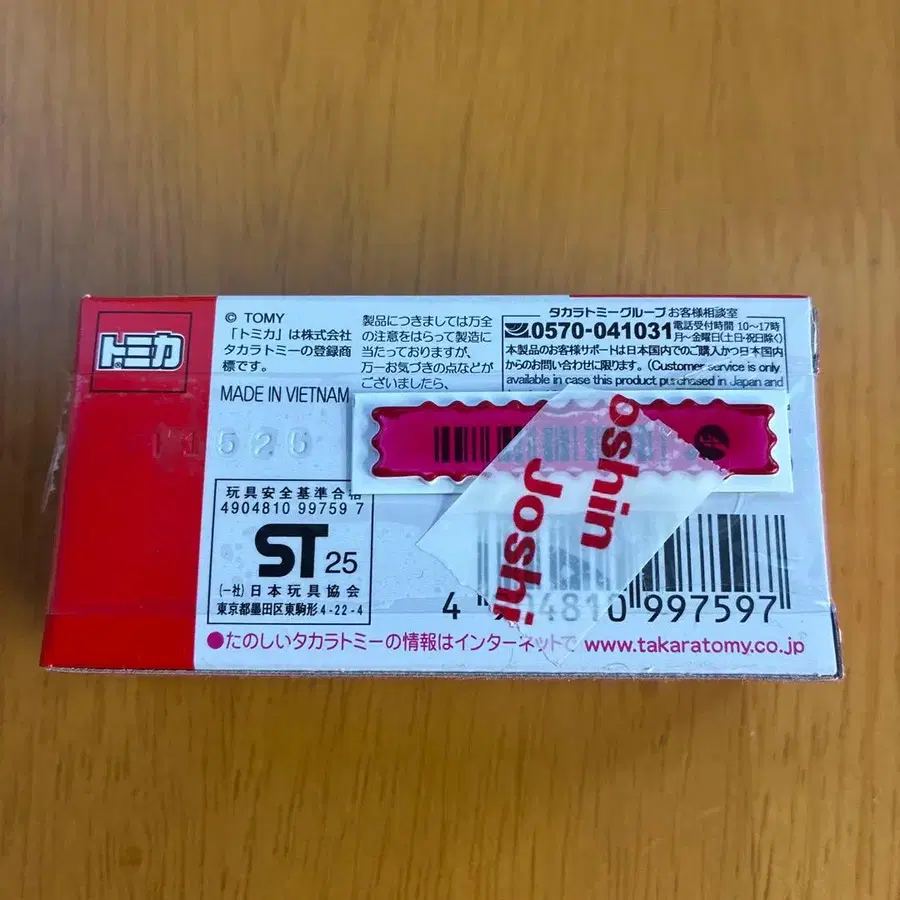 トミカ
© TOMY
「トミカ」は株式会社
タカラトミーの登録商
標です。
MADE IN VIETNAM
製品につきましては万全
の注意をはらって製造に
当たっておりますが、
万一お気づきの点などが
ございましたら、
タカラトミーグループ お客様相談室
0570-041031
電話受付時間 10〜17時
月〜金曜日(土日・祝日除く)
本製品のお客様サポートは日本国内でのご購入かつ日本国内
からのお問い合わせに限ります。(Customer service is only
available in case this product purchased in Japan and
玩具安全基準合格
4904810 99759 7
ST 25
(一社)日本玩具協会
東京都墨田区東駒形4-22-4
oshin
Joshi
4 904810 997597
●たのしいタカラトミーの情報はインターネットで www.takaratomy.co.jp